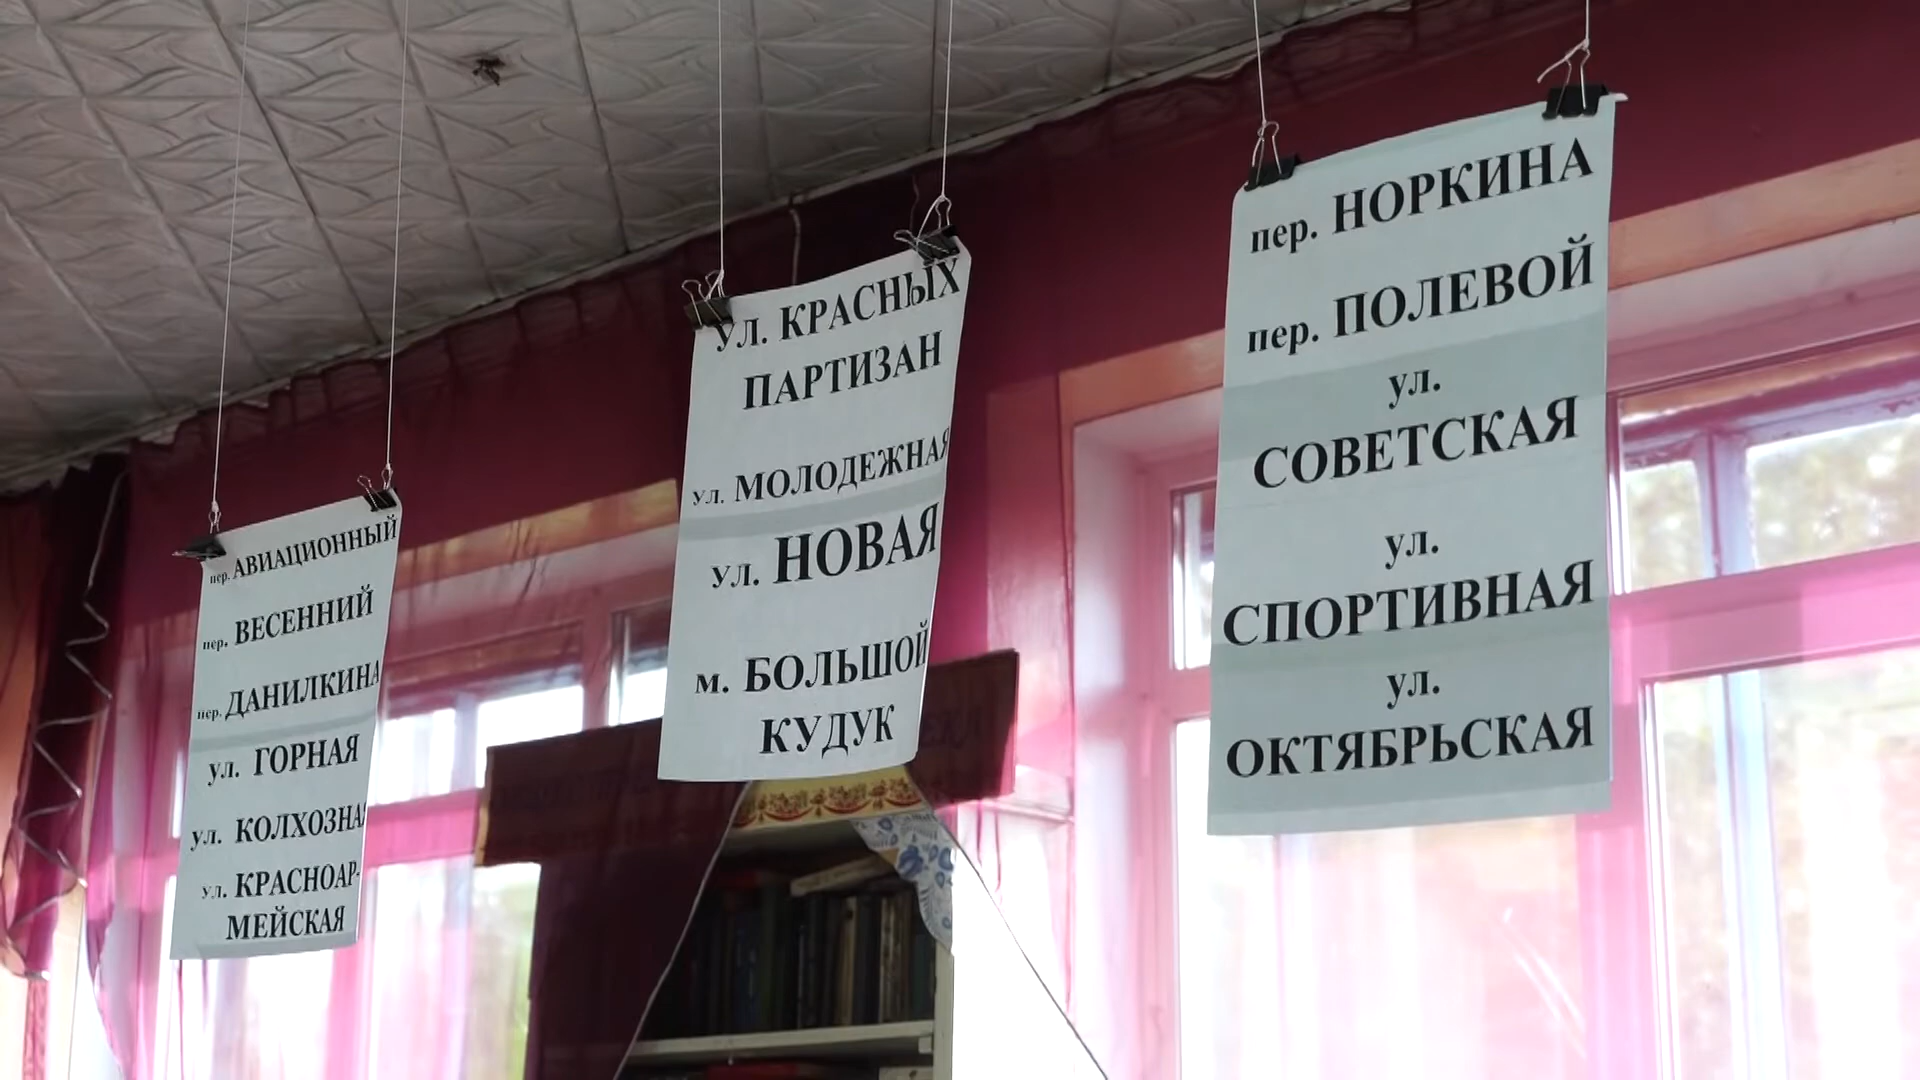 пер. АВИАЦИОННЫЙ
пер. ВЕСЕННИЙ
пер. ДАНИЛКИНА
ул. ГОРНАЯ
ул. КОЛХОЗНАЯ
ул. КРАСНОАР-
МЕЙСКАЯ
УЛ. КРАСНЫХ
ПАРТИЗАН
ул. МОЛОДЕЖНАЯ
ул. НОВАЯ
м. БОЛЬШОЙ
КУДУК
пер. НОРКИНА
пер. ПОЛЕВОЙ
ул.
СОВЕТСКАЯ
ул.
СПОРТИВНАЯ
ул.
ОКТЯБРЬСКАЯ